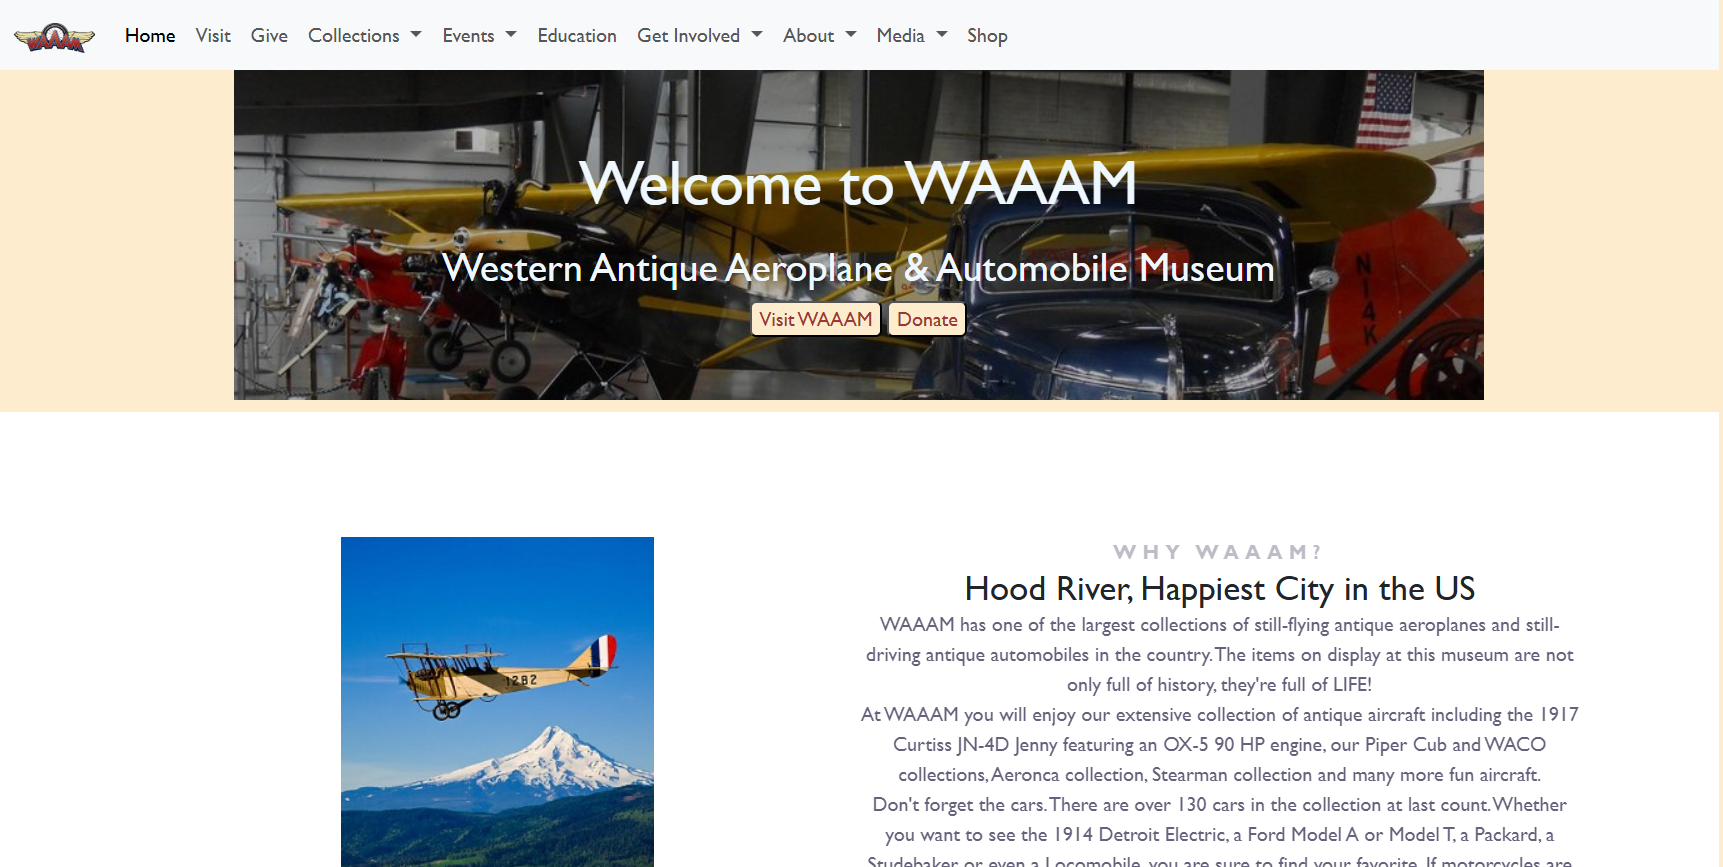 WAAAM
Home Visit Give Collections Events Education Get Involved About Media Shop
Welcome to WAAAM
Western Antique Aeroplane & Automobile Museum
Visit WAAAM Donate
N14K
1282
WHY WAAAM?
Hood River, Happiest City in the US
WAAAM has one of the largest collections of still-flying antique aeroplanes and still-
driving antique automobiles in the country. The items on display at this museum are not
only full of history, they're full of LIFE!
At WAAAM you will enjoy our extensive collection of antique aircraft including the 1917
Curtiss JN-4D Jenny featuring an OX-5 90 HP engine, our Piper Cub and WACO
collections, Aeronca collection, Stearman collection and many more fun aircraft.
Don't forget the cars. There are over 130 cars in the collection at last count. Whether
you want to see the 1914 Detroit Electric, a Ford Model A or Model T, a Packard, a
Studebaker or even a Locomobile, you are sure to find your favorite. If motorcycles are